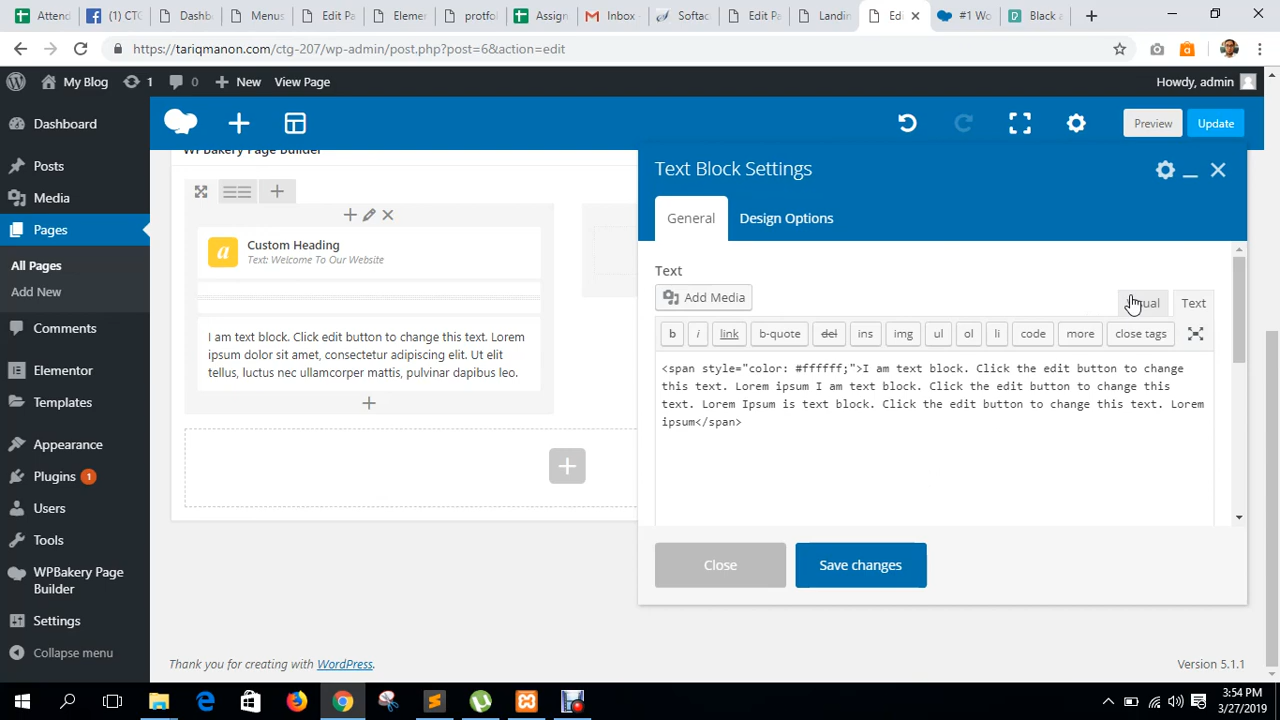 Attend
(1) CTG
Dashb
Menus
Edit Pa
Elemen
protfol
Assign
Inbox -
Softac
Edit Pa
Landin
Edi
#1 Wo
Black a
https://tariqmanon.com/ctg-207/wp-admin/post.php?post=6&action=edit
My Blog
1
0
New
View Page
Howdy, admin
Preview
Update
Dashboard
Posts
Media
Pages
All Pages
Add New
Comments
Elementor
Templates
Appearance
Plugins 1
Users
Tools
WPBakery Page
Builder
Settings
Collapse menu
WPBakery Page Builder
a
Custom Heading
Text: Welcome To Our Website
I am text block. Click edit button to change this text. Lorem
ipsum dolor sit amet, consectetur adipiscing elit. Ut elit
tellus, luctus nec ullamcorper mattis, pulvinar dapibus leo.
Text Block Settings
General
Design Options
Text
Add Media
Text
b
i
link
b-quote
del
ins
img
ul
ol
li
code
more
close tags
<span style="color: #ffffff;">I am text block. Click the edit button to change
this text. Lorem ipsum I am text block. Click the edit button to change this
text. Lorem Ipsum is text block. Click the edit button to change this text. Lorem
ipsum</span>
Close
Save changes
Thank you for creating with WordPress.
Version 5.1.1
3:54 PM
3/27/2019